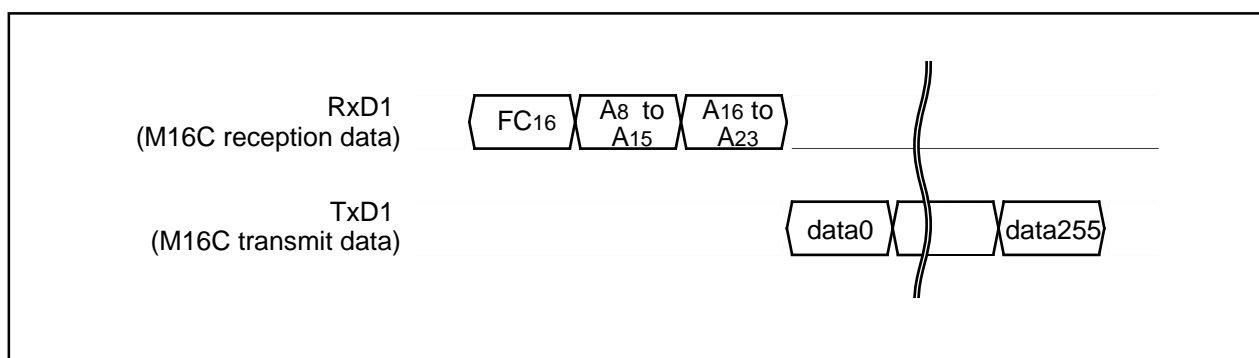 RxD1
(M16C reception data)
FC16
A8 to
A15
A16 to
A23
TxD1
(M16C transmit data)
data0
data255